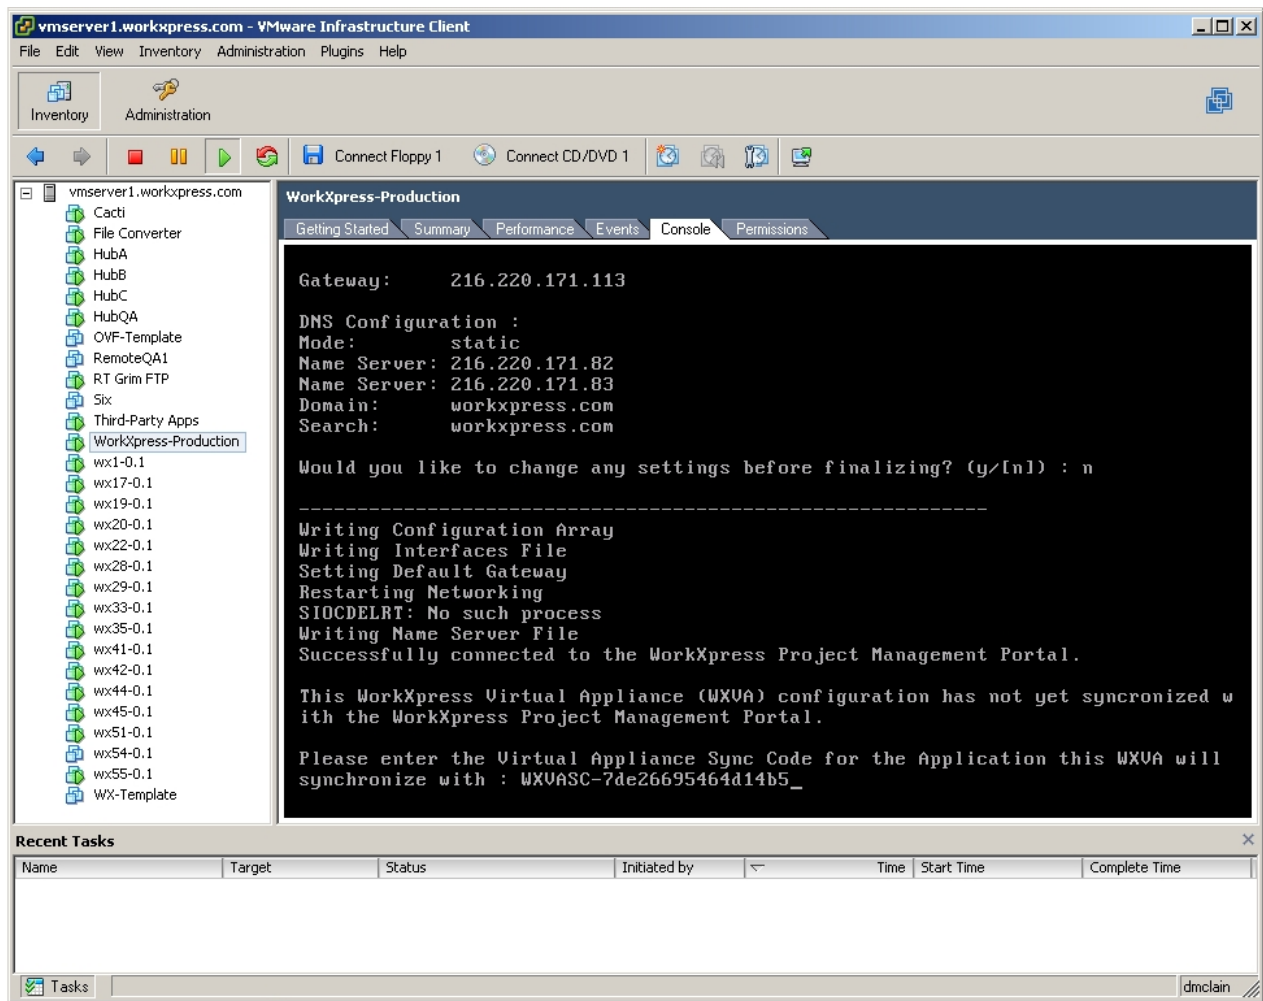 vmserver1.workxpress.com - VMware Infrastructure Client
File Edit View Inventory Administration Plugins Help
Inventory Administration
Connect Floppy 1 Connect CD/DVD 1
vmserver1.workxpress.com
Cacti
File Converter
HubA
HubB
HubC
HubQA
OVF-Template
RemoteQA1
RT Grim FTP
Six
Third-Party Apps
WorkXpress-Production
wx1-0.1
wx17-0.1
wx19-0.1
wx20-0.1
wx22-0.1
wx28-0.1
wx29-0.1
wx33-0.1
wx35-0.1
wx41-0.1
wx42-0.1
wx44-0.1
wx45-0.1
wx51-0.1
wx54-0.1
wx55-0.1
WX-Template
WorkXpress-Production
Getting Started Summary Performance Events Console Permissions
Gateway: 216.220.171.113
DNS Configuration :
Mode: static
Name Server: 216.220.171.82
Name Server: 216.220.171.83
Domain: workxpress.com
Search: workxpress.com
Would you like to change any settings before finalizing? (y/[n]) : n
-----------------------------------------------------------
Writing Configuration Array
Writing Interfaces File
Setting Default Gateway
Restarting Networking
SIOCDELRT: No such process
Writing Name Server File
Successfully connected to the WorkXpress Project Management Portal.
This WorkXpress Virtual Appliance (WXVA) configuration has not yet syncronized w
ith the WorkXpress Project Management Portal.
Please enter the Virtual Appliance Sync Code for the Application this WXVA will
synchronize with : WXVASC-7de26695464d14b5_
Recent Tasks
Name Target Status Initiated by Time Start Time Complete Time
Tasks
dmclain